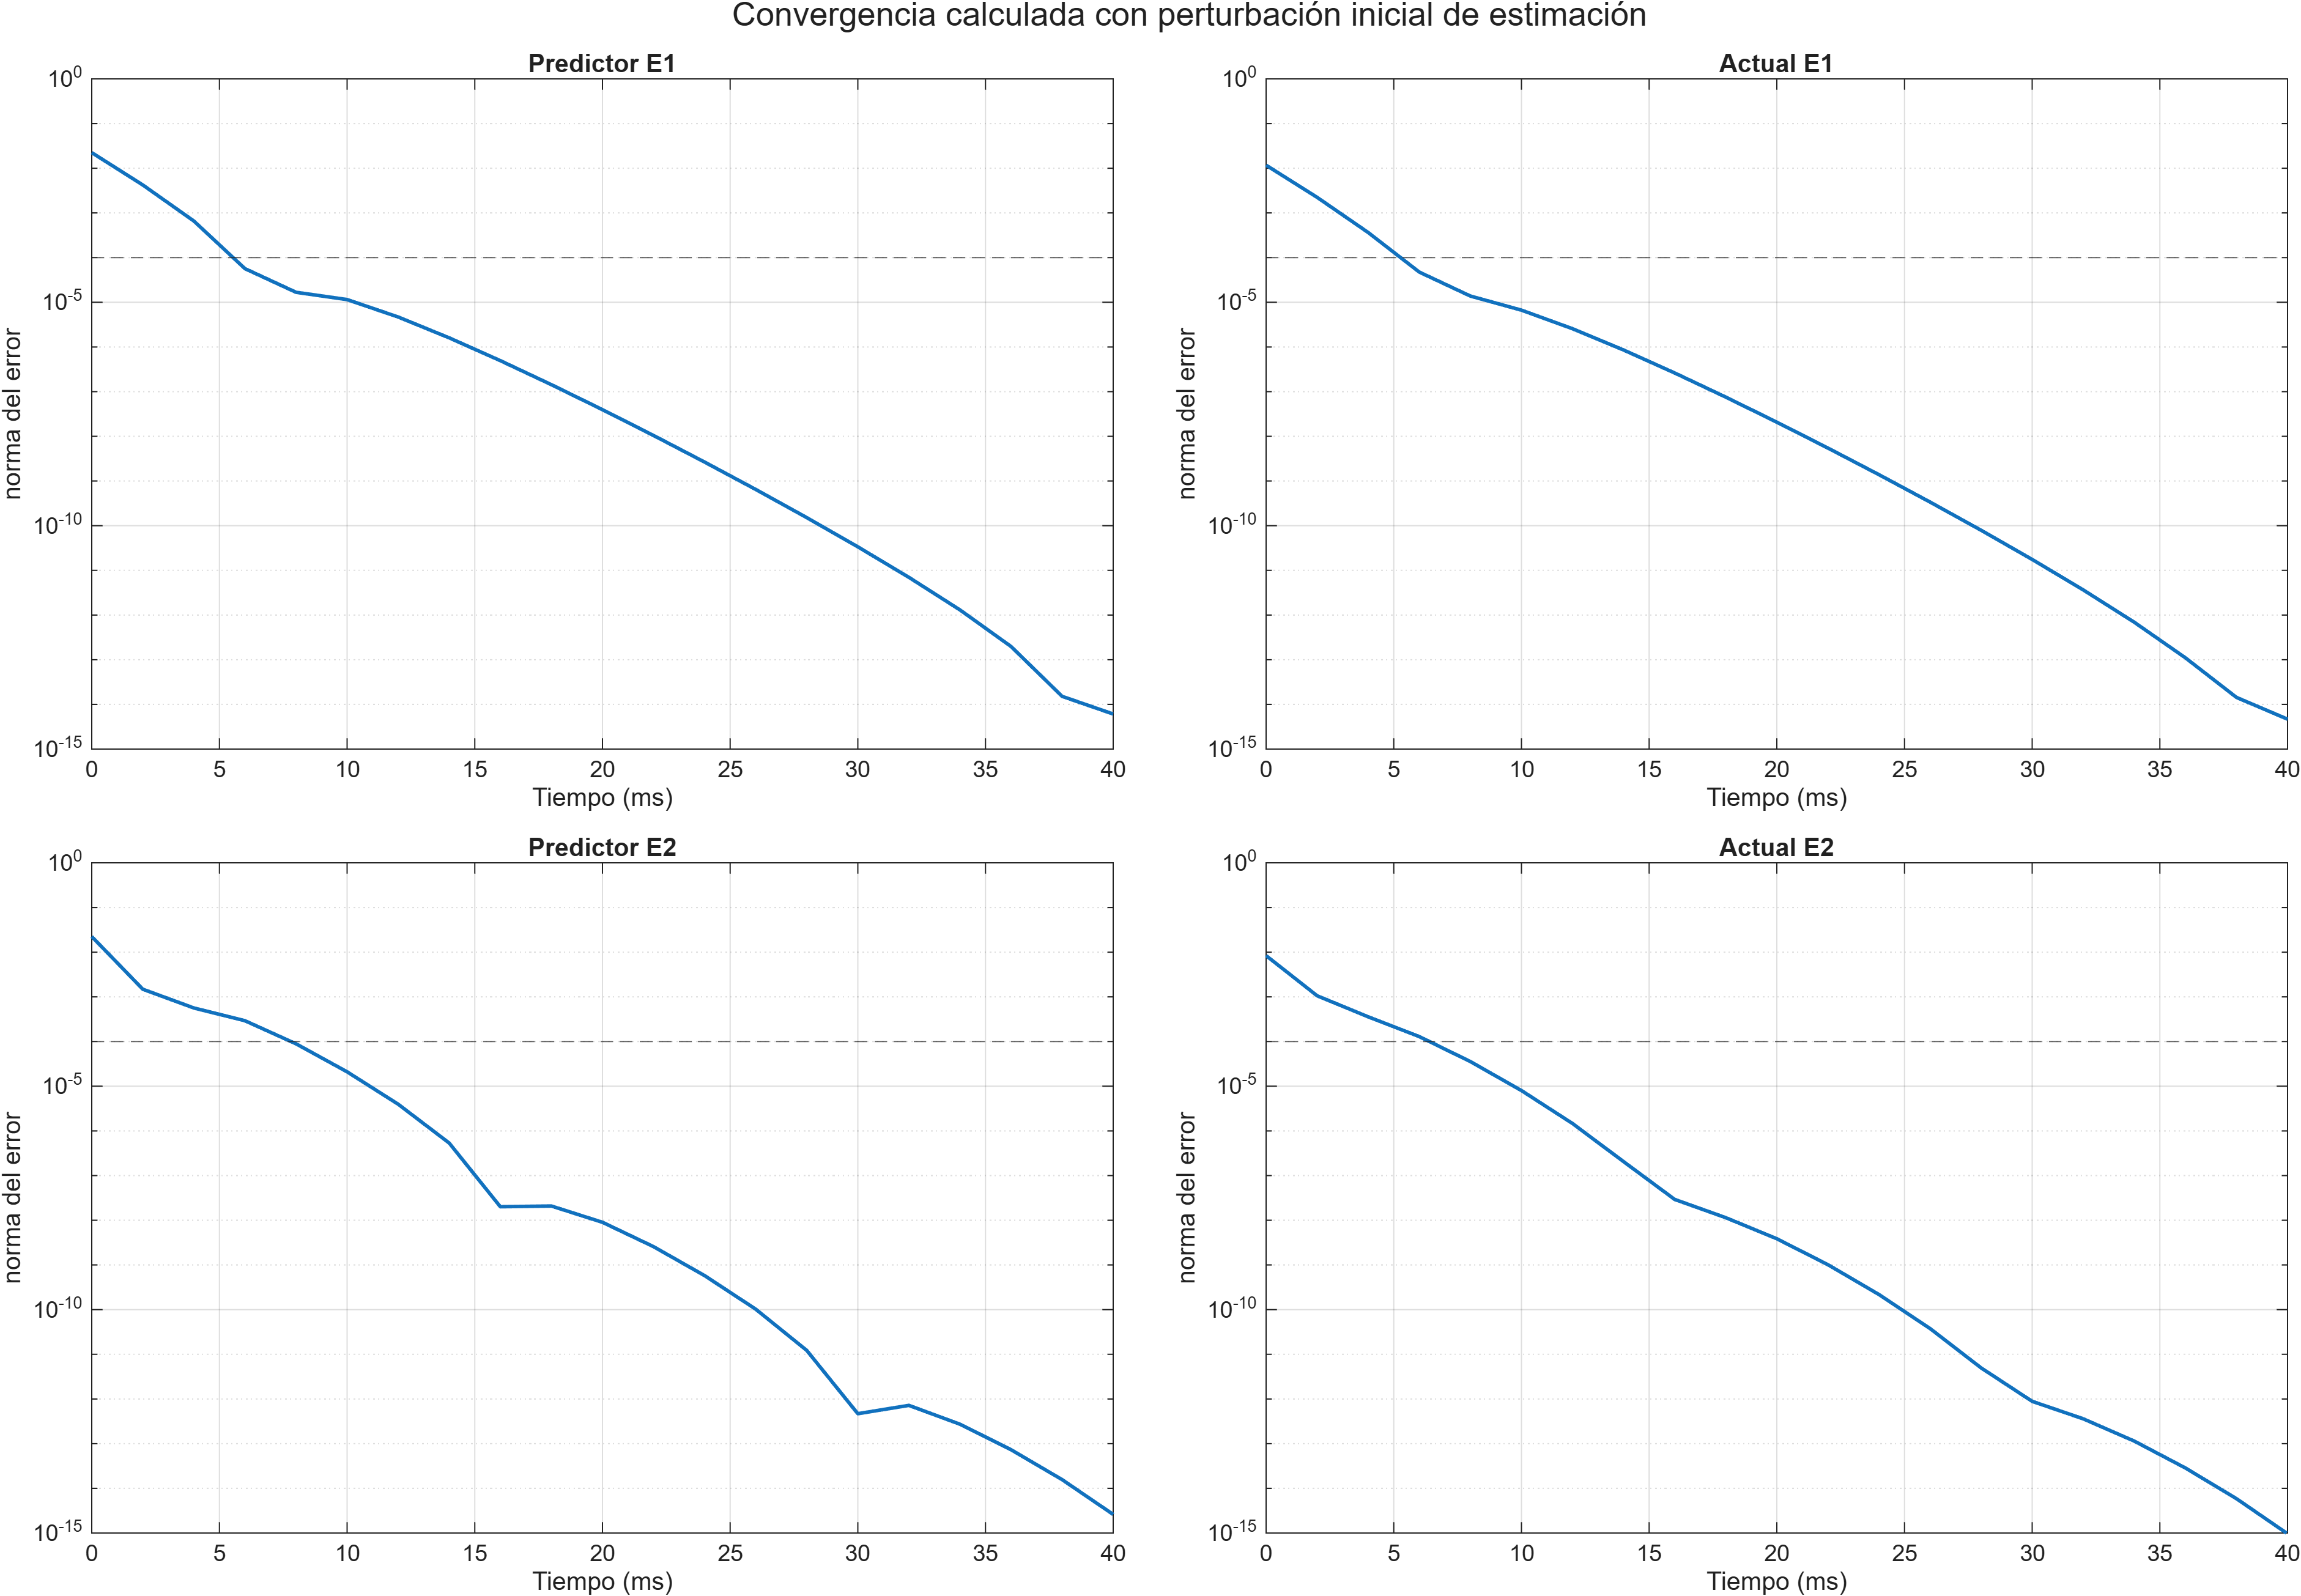 Convergencia calculada con perturbación inicial de estimación
Predictor E1
10^0
10^-5
10^-10
10^-15
norma del error
0 5 10 15 20 25 30 35 40
Tiempo (ms)
Actual E1
10^0
10^-5
10^-10
10^-15
norma del error
0 5 10 15 20 25 30 35 40
Tiempo (ms)
Predictor E2
10^0
10^-5
10^-10
10^-15
norma del error
0 5 10 15 20 25 30 35 40
Tiempo (ms)
Actual E2
10^0
10^-5
10^-10
10^-15
norma del error
0 5 10 15 20 25 30 35 40
Tiempo (ms)